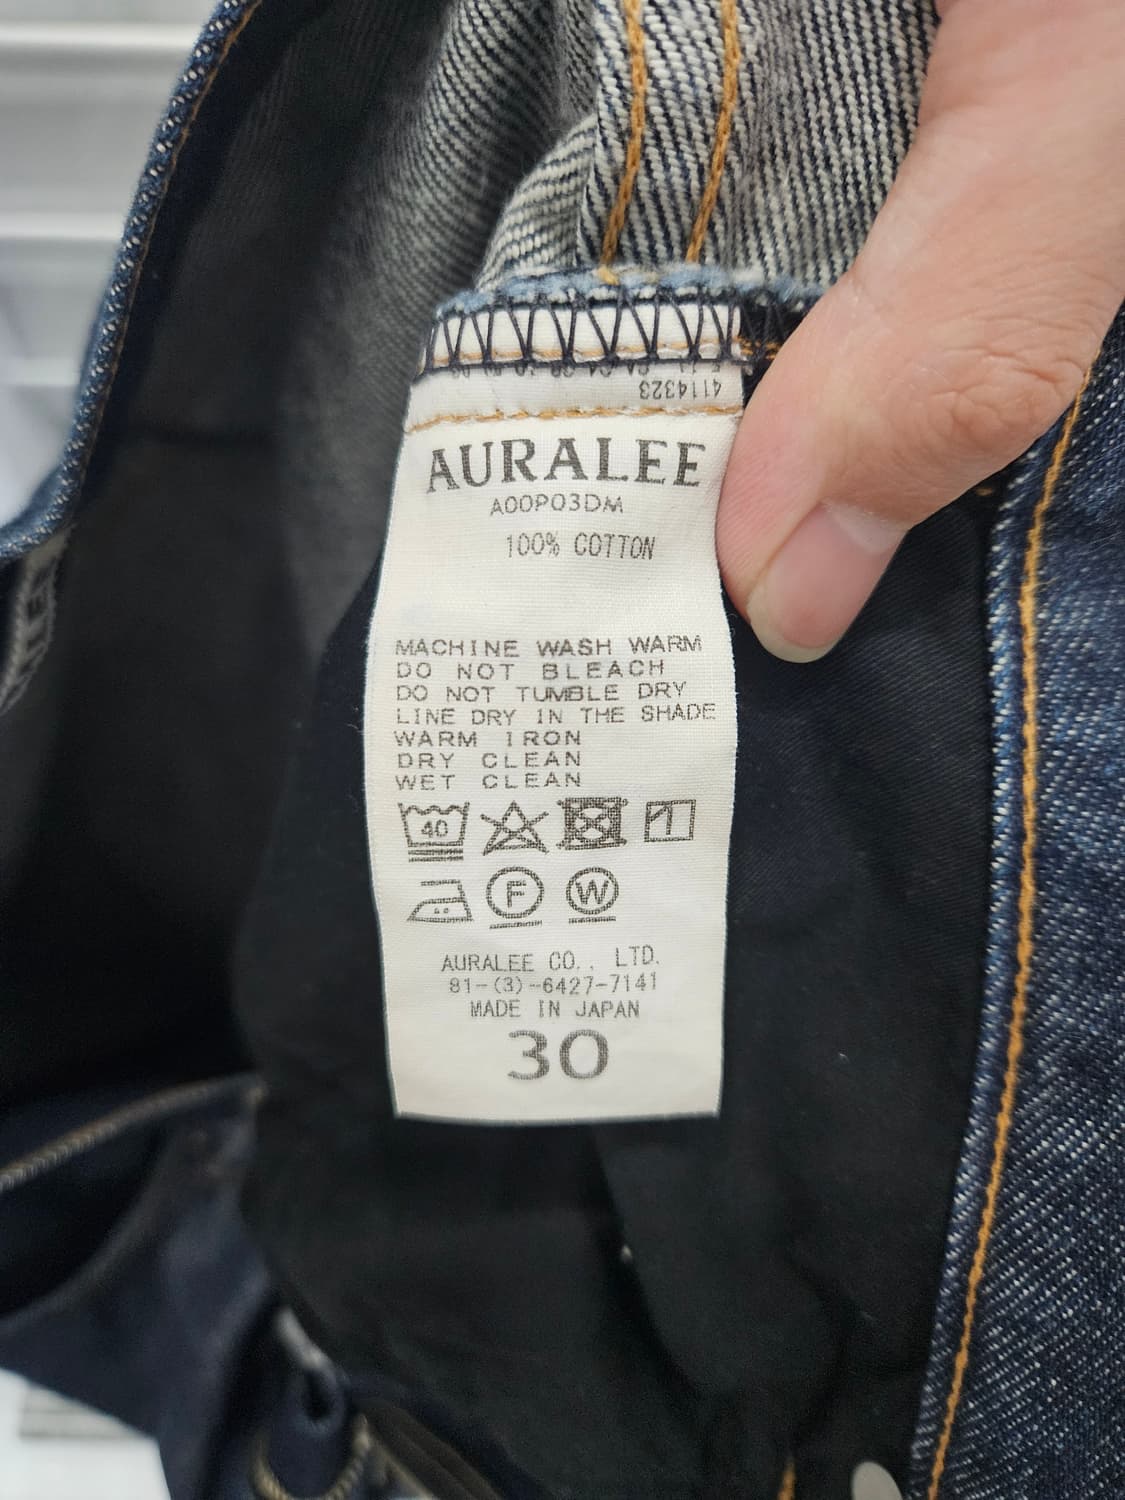 4114323
AURALEE
A00P03DM
100% COTTON
MACHINE WASH WARM
DO NOT BLEACH
DO NOT TUMBLE DRY
LINE DRY IN THE SHADE
WARM IRON
DRY CLEAN
WET CLEAN
40
F W
AURALEE CO., LTD.
81-(3)-6427-7141
MADE IN JAPAN
30